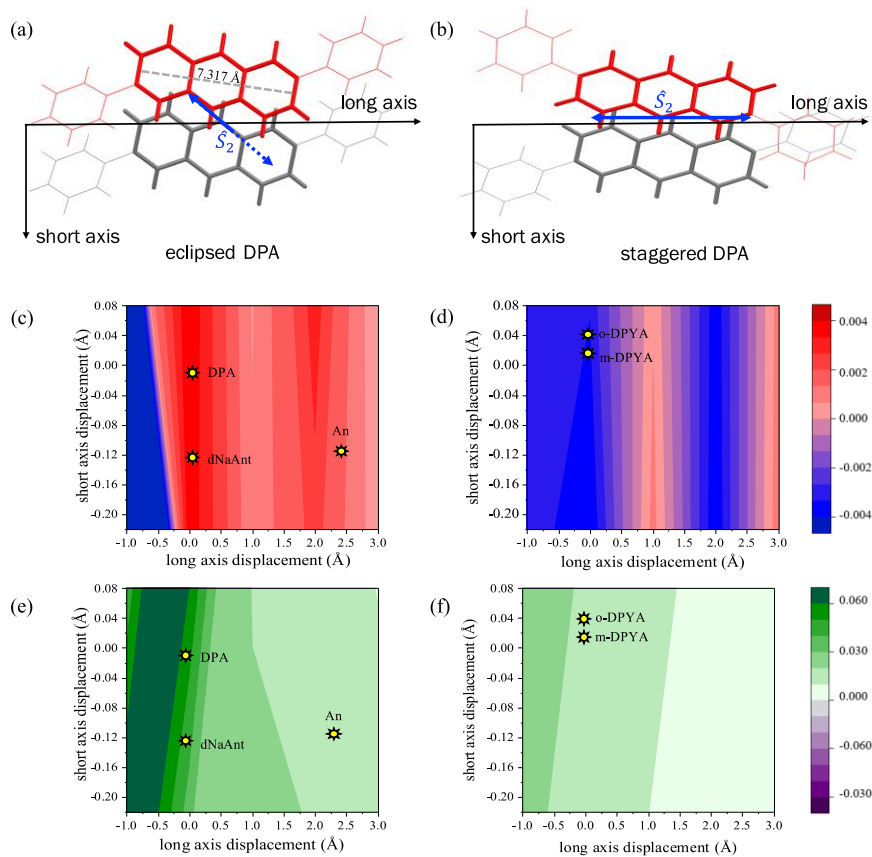 (a)
7.317 Å
long axis
Ŝ2
short axis
eclipsed DPA
(b)
Ŝ2
long axis
short axis
staggered DPA
(c)
0.08
0.04
0.00
-0.04
-0.08
-0.12
-0.16
-0.20
short axis displacement (Å)
DPA
An
dNaAnt
-1.0 -0.5 0.0 0.5 1.0 1.5 2.0 2.5 3.0
long axis displacement (Å)
(d)
0.08
0.04
0.00
-0.04
-0.08
-0.12
-0.16
-0.20
short axis displacement (Å)
o-DPYA
m-DPYA
-1.0 -0.5 0.0 0.5 1.0 1.5 2.0 2.5 3.0
long axis displacement (Å)
0.004
0.002
0.000
-0.002
-0.004
(e)
0.08
0.04
0.00
-0.04
-0.08
-0.12
-0.16
-0.20
short axis displacement (Å)
DPA
An
dNaAnt
-1.0 -0.5 0.0 0.5 1.0 1.5 2.0 2.5 3.0
long axis displacement (Å)
(f)
0.08
0.04
0.00
-0.04
-0.08
-0.12
-0.16
-0.20
short axis displacement (Å)
o-DPYA
m-DPYA
-1.0 -0.5 0.0 0.5 1.0 1.5 2.0 2.5 3.0
long axis displacement (Å)
0.060
0.030
0.000
-0.060
-0.030